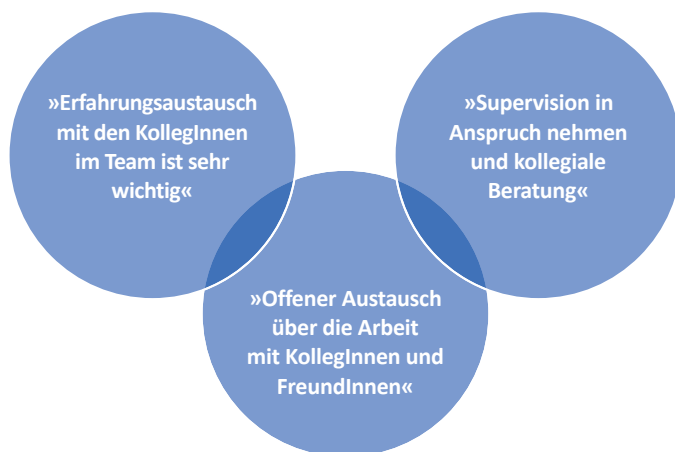 »Erfahrungsaustausch
mit den KollegInnen
im Team ist sehr
wichtig«
»Supervision in
Anspruch nehmen
und kollegiale
Beratung«
»Offener Austausch
über die Arbeit
mit KollegInnen und
FreundInnen«